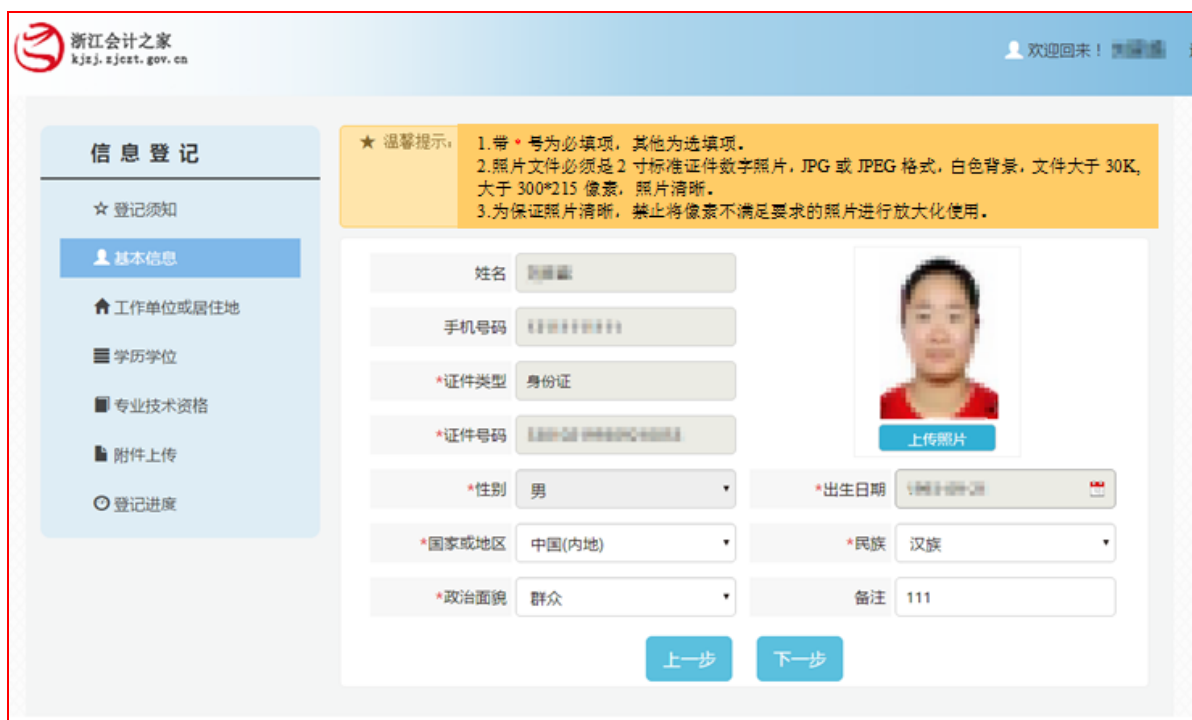 浙江会计之家
kjzj.zjczt.gov.cn
欢迎回来！
信息登记
☆ 登记须知
基本信息
工作单位或居住地
学历学位
专业技术资格
附件上传
登记进度
★ 温馨提示：
1.带 * 号为必填项，其他为选填项。
2.照片文件必须是 2 寸标准证件数字照片，JPG 或 JPEG 格式，白色背景，文件大于 30K,
大于 300*215 像素，照片清晰。
3.为保证照片清晰，禁止将像素不满足要求的照片进行放大化使用。
姓名
手机号码
*证件类型 身份证
*证件号码
上传照片
*性别 男 *出生日期
*国家或地区 中国(内地) *民族 汉族
*政治面貌 群众 备注 111
上一步 下一步